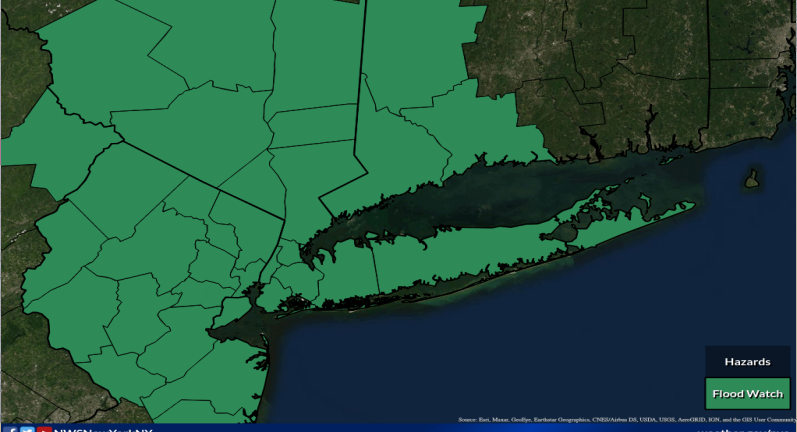 Hazards
Flood Watch
Source: Esri, Maxar, GeoEye, Earthstar Geographics, CNES/Airbus DS, USDA, USGS, AeroGRID, IGN, and the GIS User Community
NWSNewYorkNY